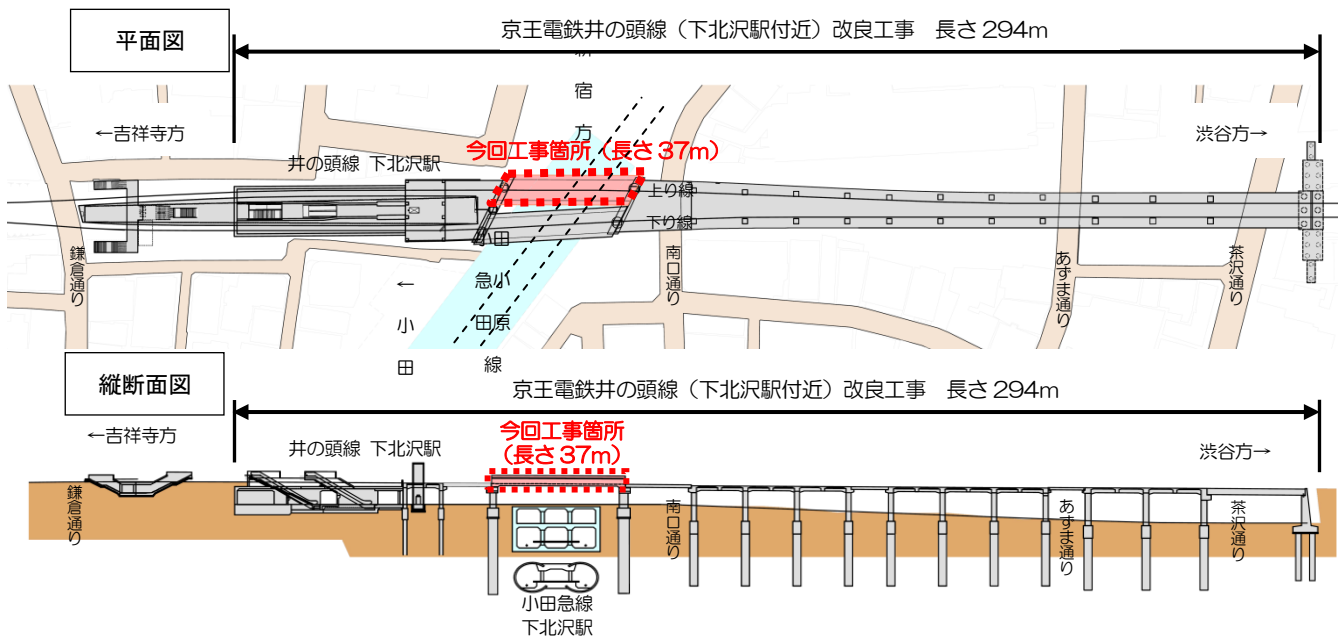 平面図
京王電鉄井の頭線（下北沢駅付近）改良工事　長さ294m
新宿方
←吉祥寺方
渋谷方→
今回工事箇所（長さ37m）
井の頭線 下北沢駅
上り線
下り線
小田急小田原線
←小田
鎌倉通り
南口通り
あずま通り
茶沢通り
縦断面図
京王電鉄井の頭線（下北沢駅付近）改良工事　長さ294m
←吉祥寺方
井の頭線 下北沢駅
今回工事箇所
（長さ37m）
渋谷方→
鎌倉通り
南口通り
あずま通り
茶沢通り
小田急線
下北沢駅